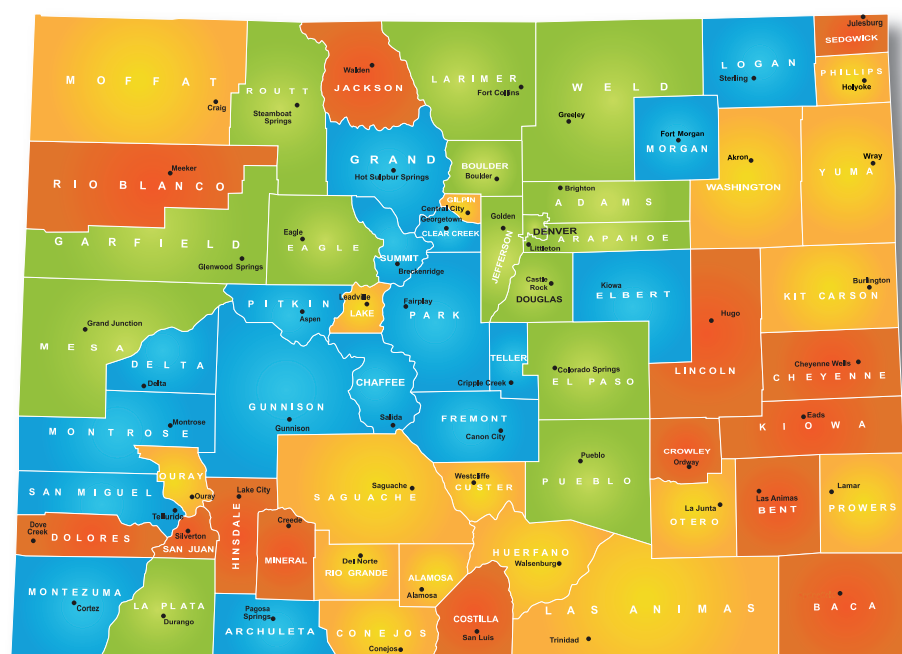 Julesburg
SEDGWICK
MOFFAT
Craig
ROUTT
Steamboat
Springs
Walden
JACKSON
LARIMER
Fort Collins
WELD
Greeley
LOGAN
Sterling
PHILLIPS
Holyoke
Fort Morgan
MORGAN
Meeker
RIO BLANCO
GRAND
Hot Sulphur Springs
BOULDER
Boulder
Akron
WASHINGTON
Wray
YUMA
Brighton
ADAMS
GILPIN
Central City
Georgetown
CLEAR CREEK
Golden
JEFFERSON
DENVER
ARAPAHOE
Littleton
GARFIELD
Glenwood Springs
Eagle
EAGLE
SUMMIT
Breckenridge
Castle
Rock
DOUGLAS
Kiowa
ELBERT
Burlington
KIT CARSON
PITKIN
Aspen
Leadville
LAKE
Fairplay
PARK
Hugo
LINCOLN
Grand Junction
MESA
DELTA
Delta
TELLER
Cripple Creek
Colorado Springs
EL PASO
Cheyenne Wells
CHEYENNE
GUNNISON
Gunnison
CHAFFEE
Salida
FREMONT
Canon City
Eads
KIOWA
Montrose
MONTROSE
CROWLEY
Ordway
OURAY
Ouray
Pueblo
PUEBLO
SAN MIGUEL
Telluride
Lake City
HINSDALE
Saguache
SAGUACHE
Westcliffe
CUSTER
La Junta
OTERO
Las Animas
BENT
Lamar
PROWERS
Dove
Creek
DOLORES
Silverton
SAN JUAN
Creede
MINERAL
Del Norte
RIO GRANDE
ALAMOSA
Alamosa
HUERFANO
Walsenburg
MONTEZUMA
Cortez
LA PLATA
Durango
Pagosa
Springs
ARCHULETA
CONEJOS
Conejos
COSTILLA
San Luis
LAS ANIMAS
Trinidad
BACA